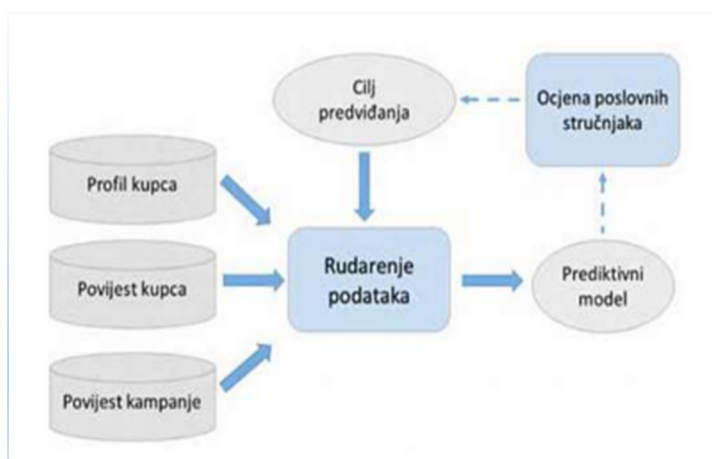 Cilj
predviđanja
Ocjena poslovnih
stručnjaka
Profil kupca
Povijest kupca
Rudarenje
podataka
Prediktivni
model
Povijest kampanje